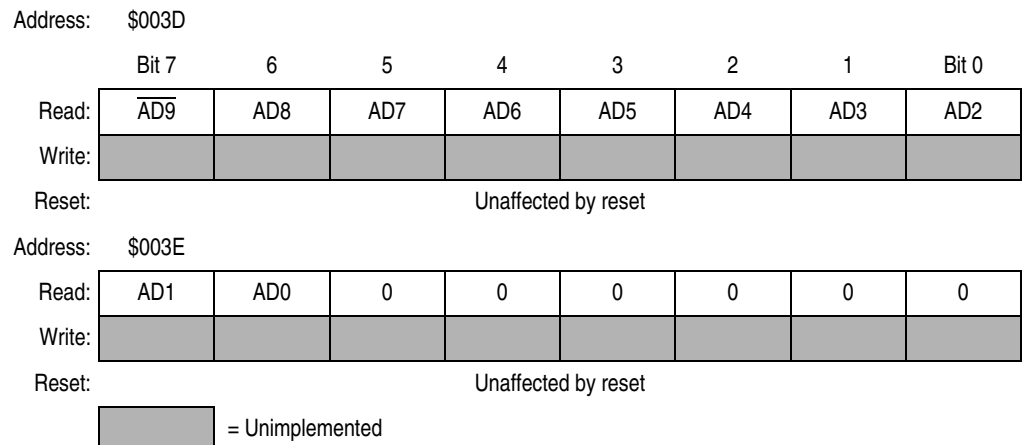 Address: $003D
Bit 7 6 5 4 3 2 1 Bit 0
Read: A̅D̅9̅ AD8 AD7 AD6 AD5 AD4 AD3 AD2
Write:
Reset: Unaffected by reset
Address: $003E
Read: AD1 AD0 0 0 0 0 0 0
Write:
Reset: Unaffected by reset
= Unimplemented